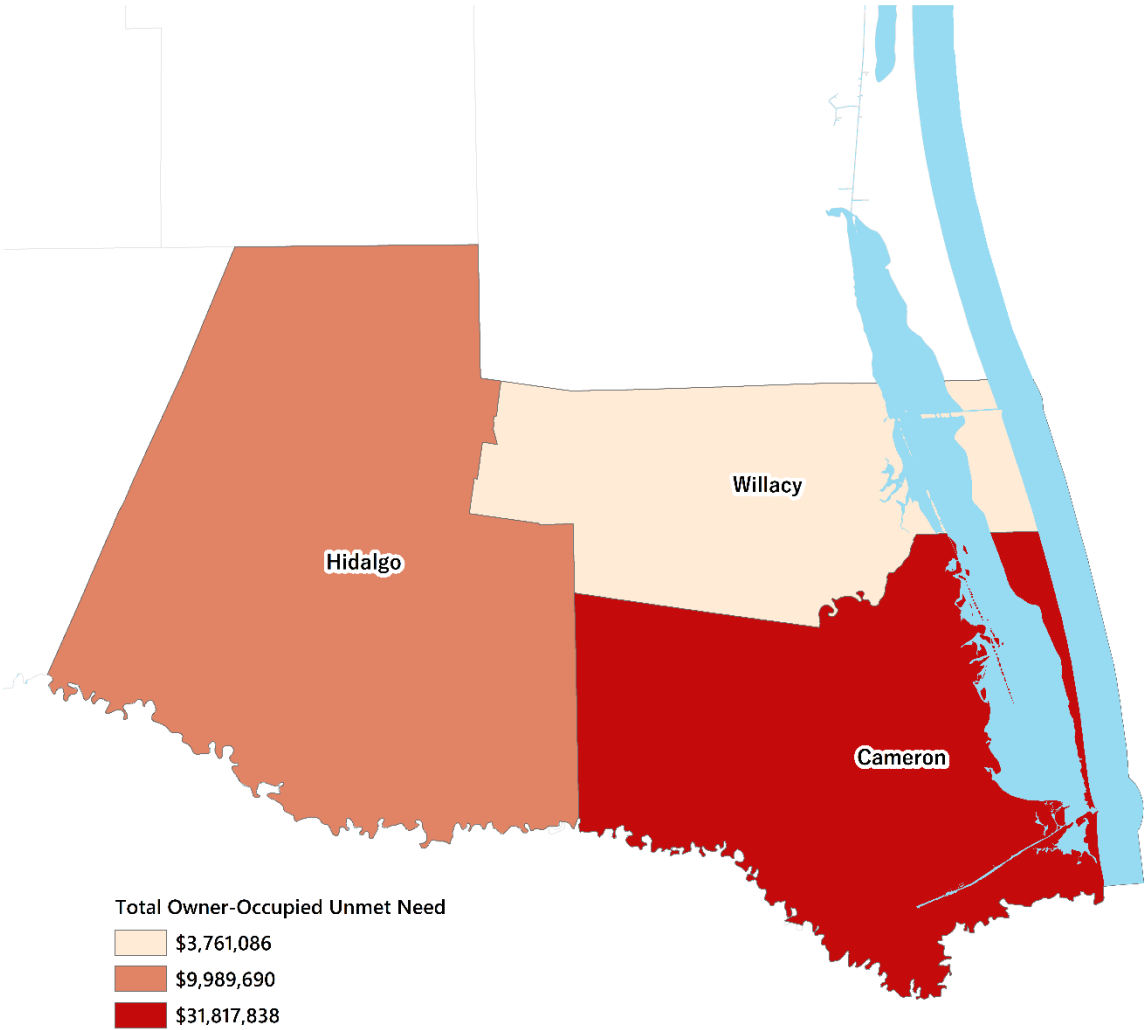 Willacy
Hidalgo
Cameron
Total Owner-Occupied Unmet Need
$3,761,086
$9,989,690
$31,817,838